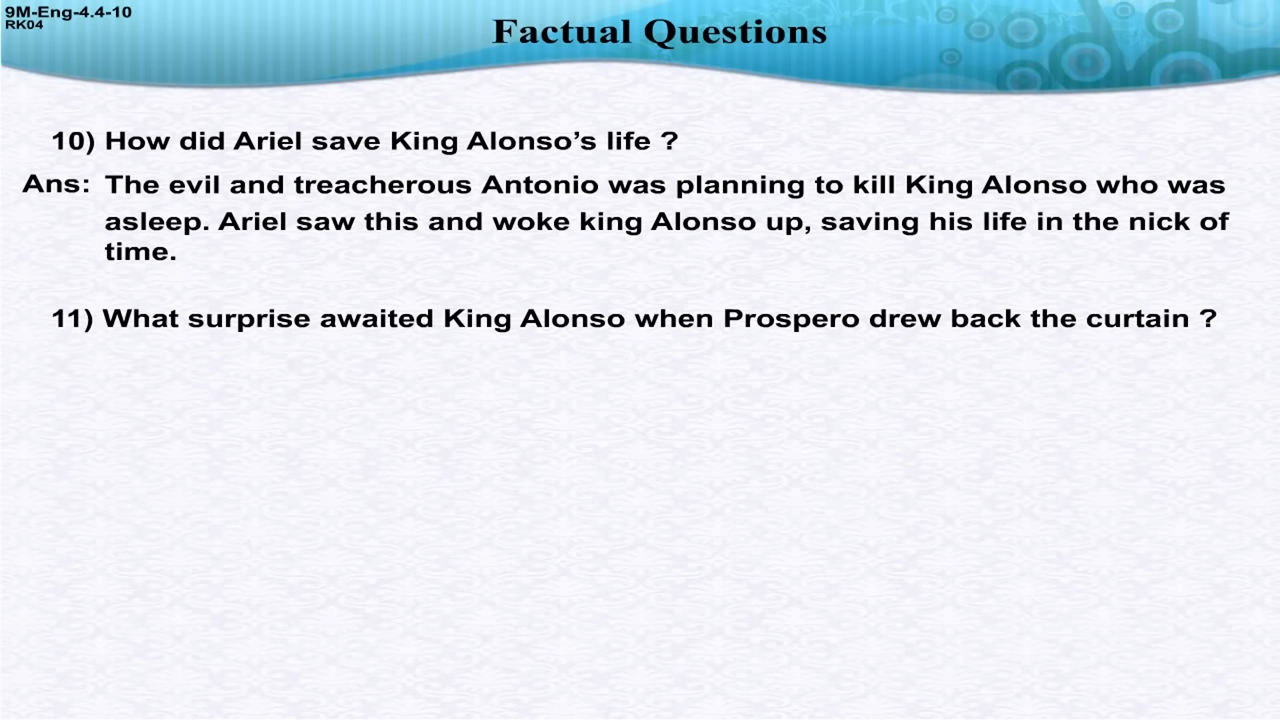 9M-Eng-4.4-10
RK04
Factual Questions
10) How did Ariel save King Alonso’s life ?
Ans: The evil and treacherous Antonio was planning to kill King Alonso who was
asleep. Ariel saw this and woke king Alonso up, saving his life in the nick of
time.
11) What surprise awaited King Alonso when Prospero drew back the curtain ?